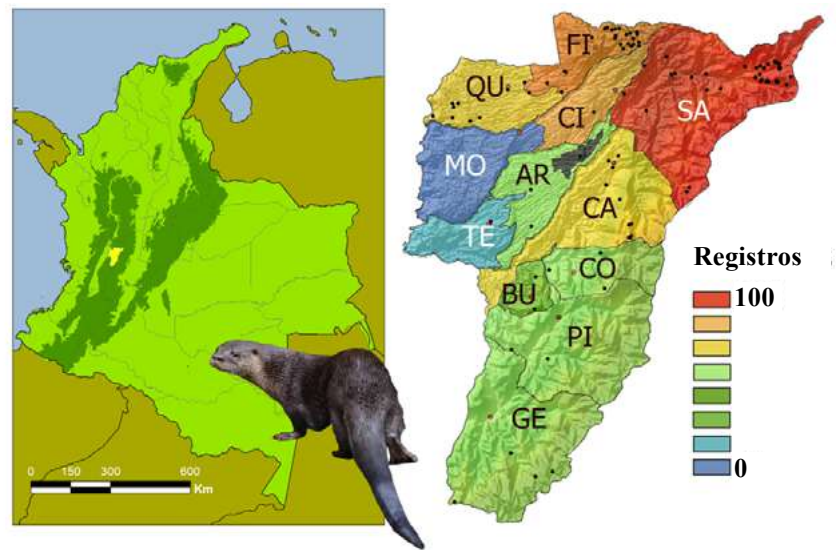 0 150 300 600
Km
FI
QU
CI
SA
MO
AR
CA
TE
CO
BU
PI
GE
Registros
100
0